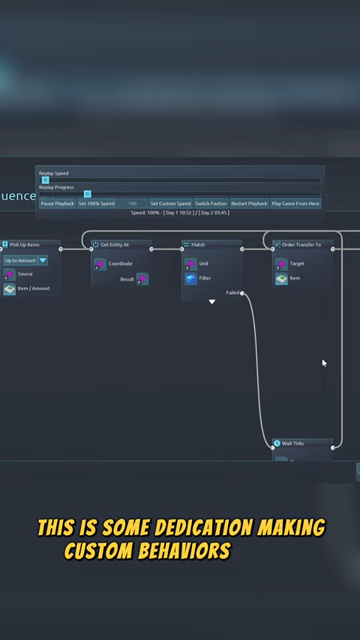 Replay Speed
Replay Progress
uence
Pause Playback Set 100% Speed 100 Set Custom Speed Switch Faction Restart Playback Play Game From Here
Speed: 100% - [ Day 1 10:52 ] / [ Day 2 05:45 ]
Pick Up Items
Up to Amount
Source
Item / Amount
Get Entity At
Coordinate
Result
Match
Unit
Filter
Failed
Order Transfer To
Target
Item
Wait Ticks
THIS IS SOME DEDICATION MAKING
CUSTOM BEHAVIORS